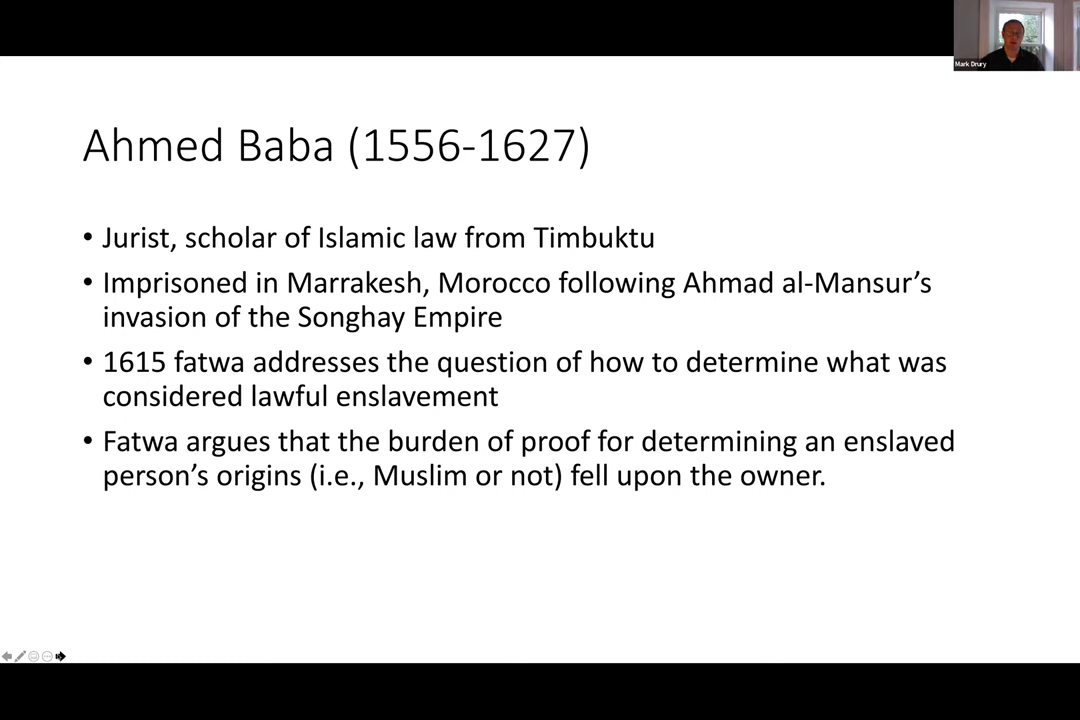 Mark Drury
Ahmed Baba (1556-1627)
• Jurist, scholar of Islamic law from Timbuktu
• Imprisoned in Marrakesh, Morocco following Ahmad al-Mansur’s
invasion of the Songhay Empire
• 1615 fatwa addresses the question of how to determine what was
considered lawful enslavement
• Fatwa argues that the burden of proof for determining an enslaved
person’s origins (i.e., Muslim or not) fell upon the owner.